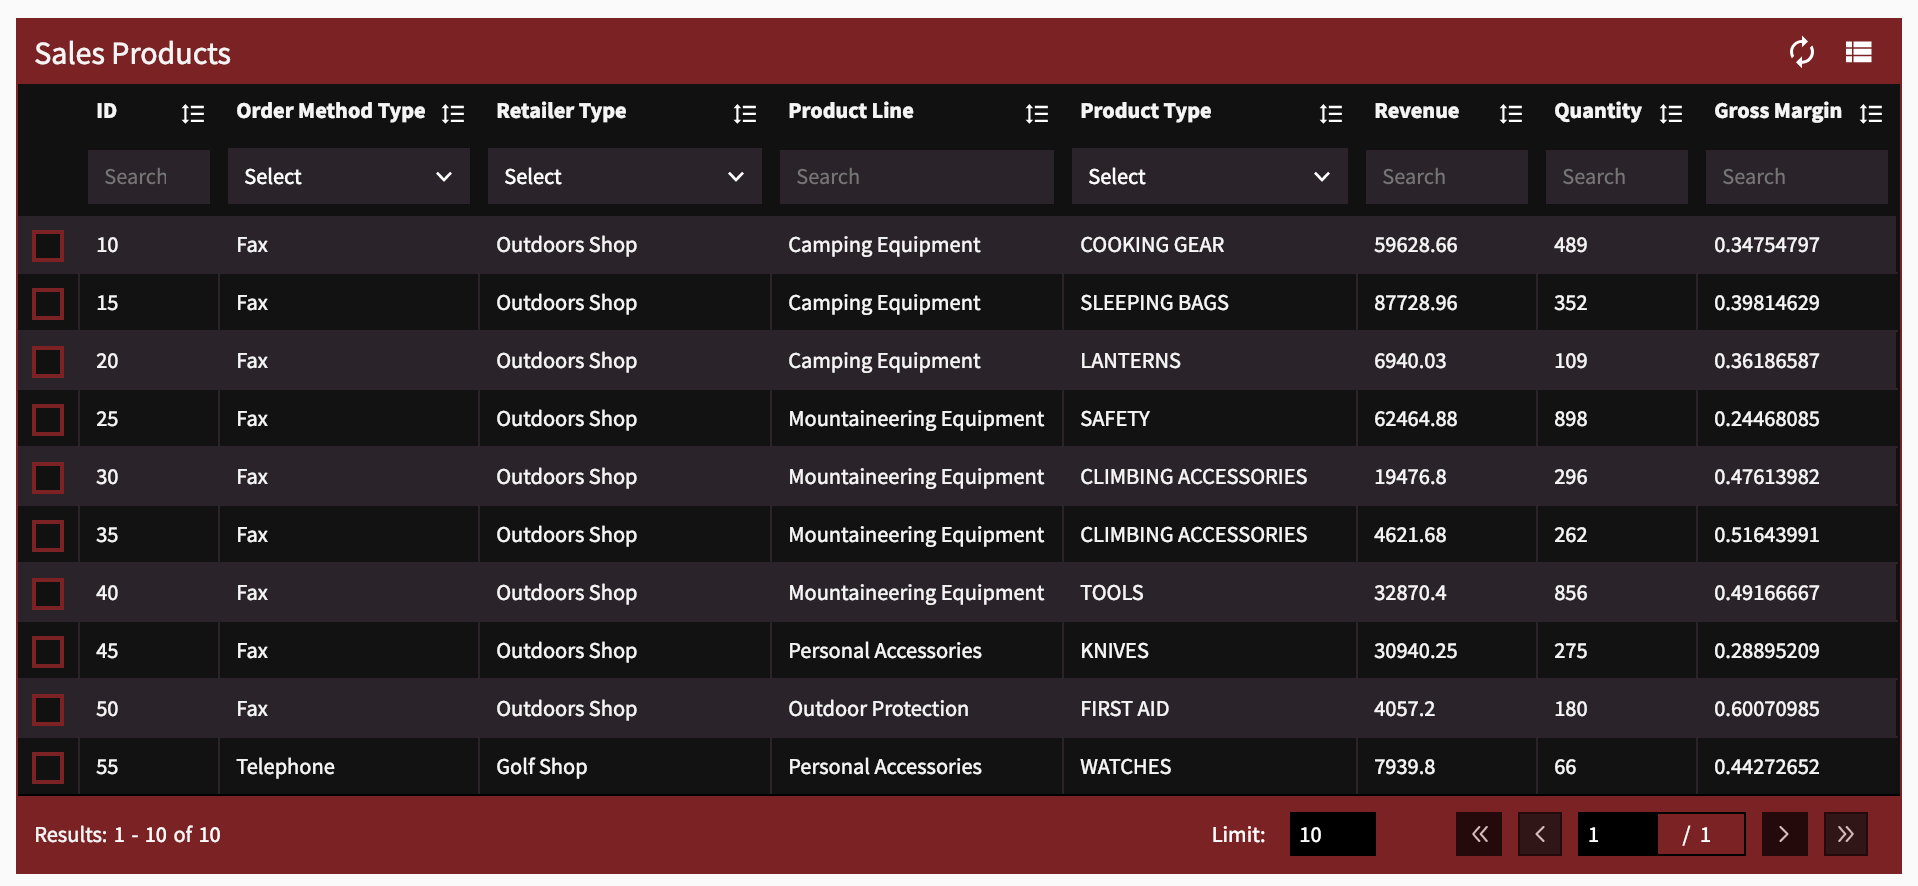 Sales Products
ID Order Method Type Retailer Type Product Line Product Type Revenue Quantity Gross Margin
Search Select Select Search Select Search Search Search
10 Fax Outdoors Shop Camping Equipment COOKING GEAR 59628.66 489 0.34754797
15 Fax Outdoors Shop Camping Equipment SLEEPING BAGS 87728.96 352 0.39814629
20 Fax Outdoors Shop Camping Equipment LANTERNS 6940.03 109 0.36186587
25 Fax Outdoors Shop Mountaineering Equipment SAFETY 62464.88 898 0.24468085
30 Fax Outdoors Shop Mountaineering Equipment CLIMBING ACCESSORIES 19476.8 296 0.47613982
35 Fax Outdoors Shop Mountaineering Equipment CLIMBING ACCESSORIES 4621.68 262 0.51643991
40 Fax Outdoors Shop Mountaineering Equipment TOOLS 32870.4 856 0.49166667
45 Fax Outdoors Shop Personal Accessories KNIVES 30940.25 275 0.28895209
50 Fax Outdoors Shop Outdoor Protection FIRST AID 4057.2 180 0.60070985
55 Telephone Golf Shop Personal Accessories WATCHES 7939.8 66 0.44272652
Results: 1 - 10 of 10 Limit: 10 1 / 1